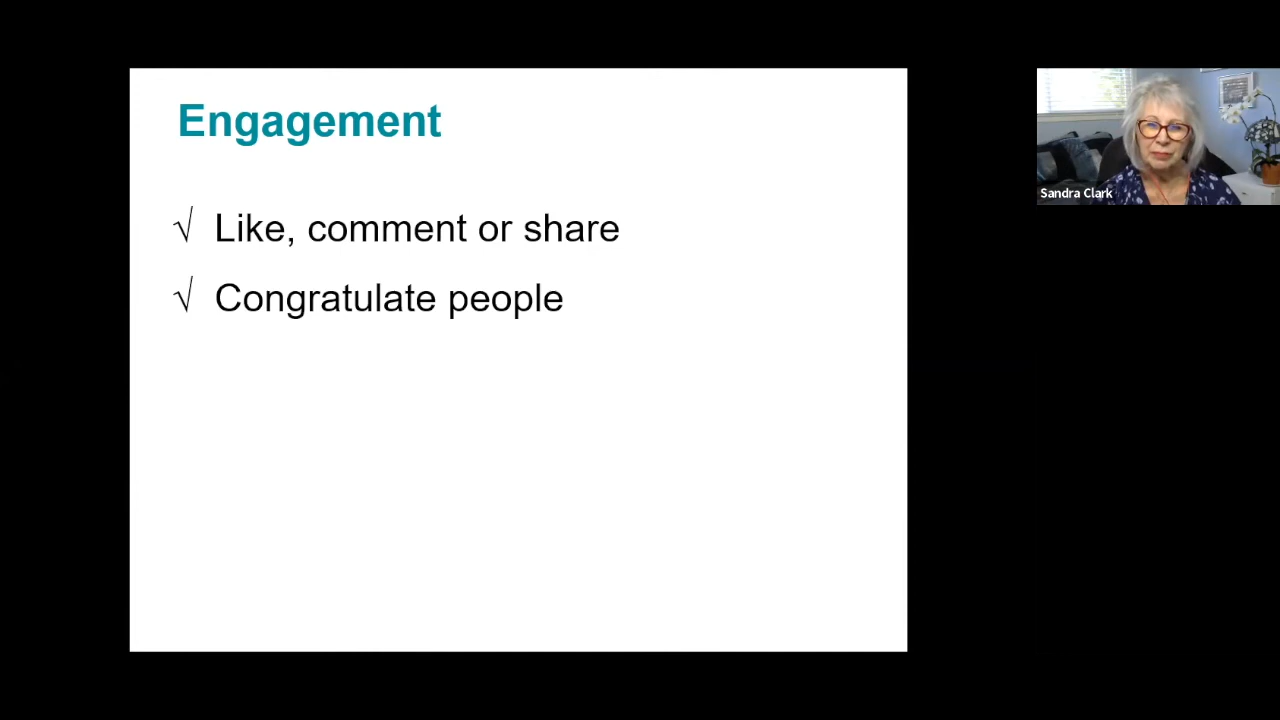 Engagement
√ Like, comment or share
√ Congratulate people
Sandra Clark